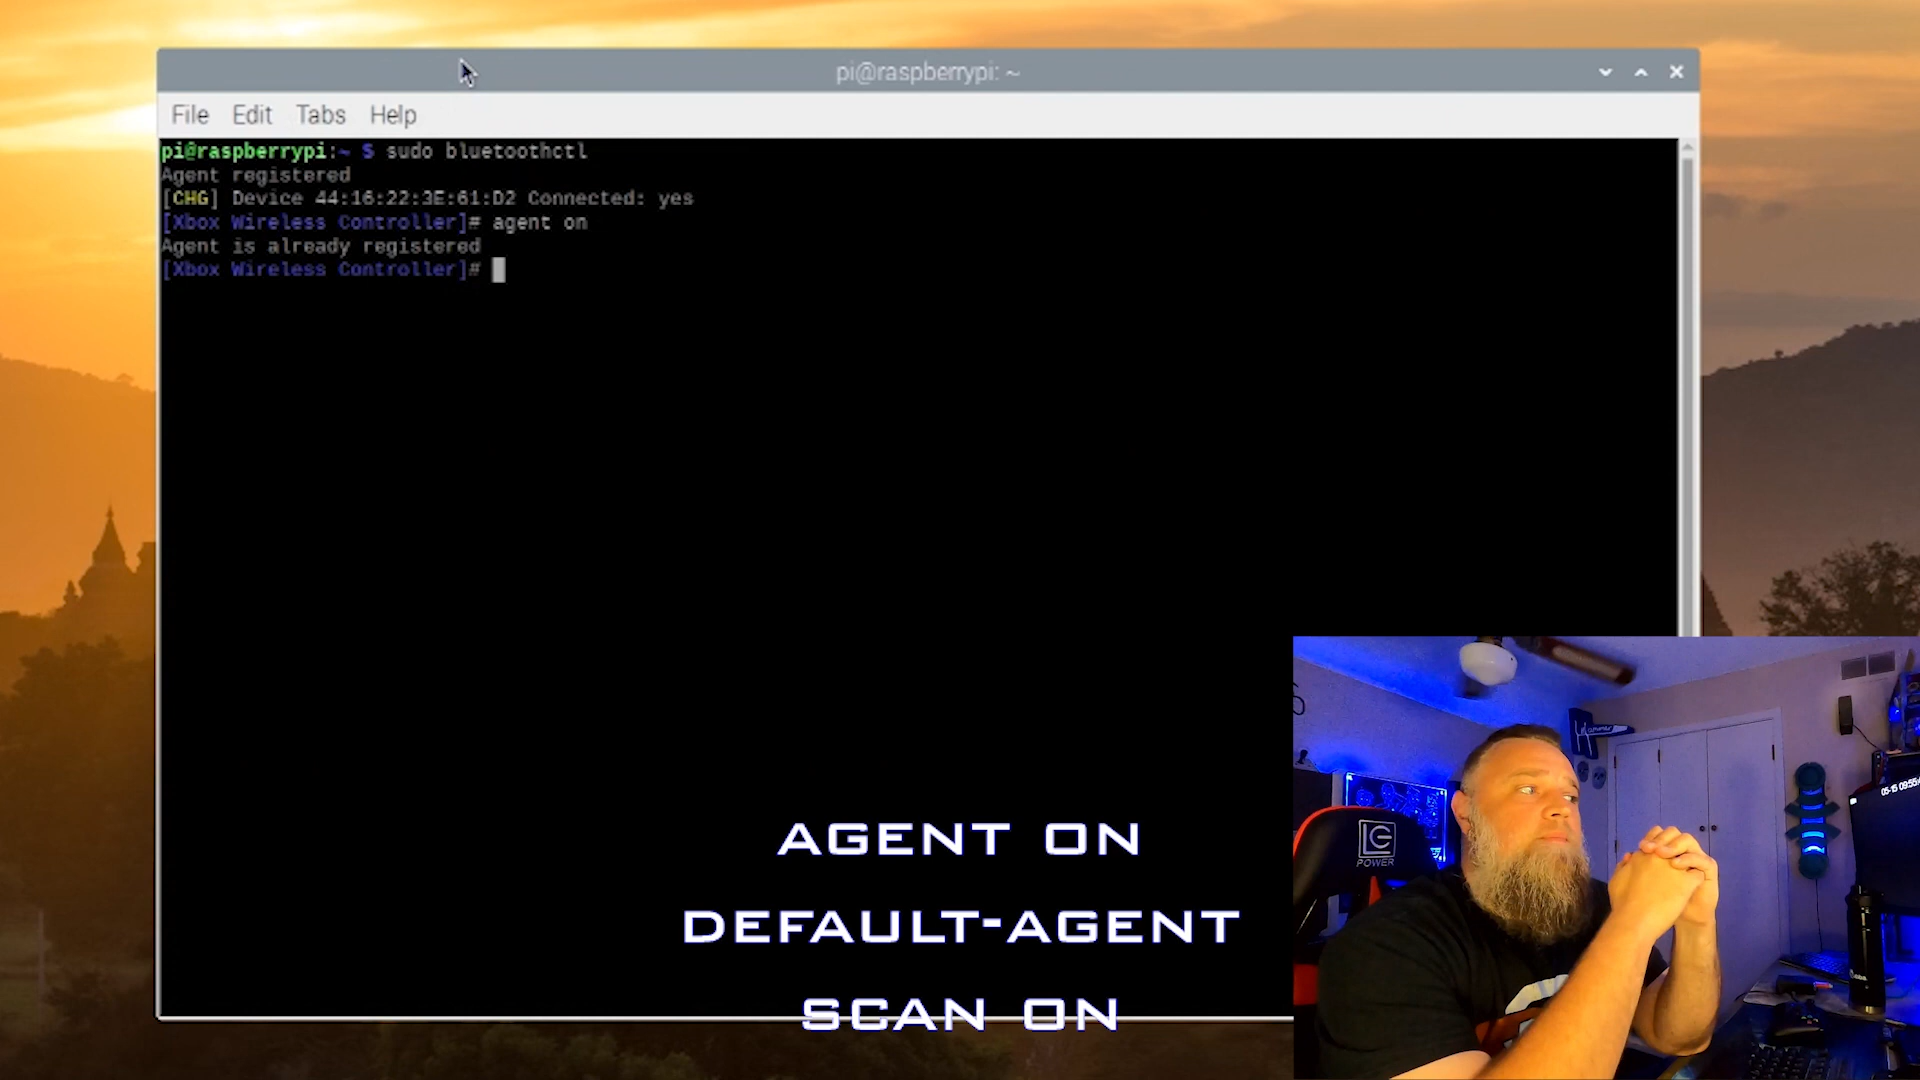 pi@raspberrypi: ~
File Edit Tabs Help
pi@raspberrypi:~ $ sudo bluetoothctl
Agent registered
[CHG] Device 44:16:22:3E:61:D2 Connected: yes
[Xbox Wireless Controller]# agent on
Agent is already registered
[Xbox Wireless Controller]#
AGENT ON
DEFAULT-AGENT
SCAN ON
LE
POWER